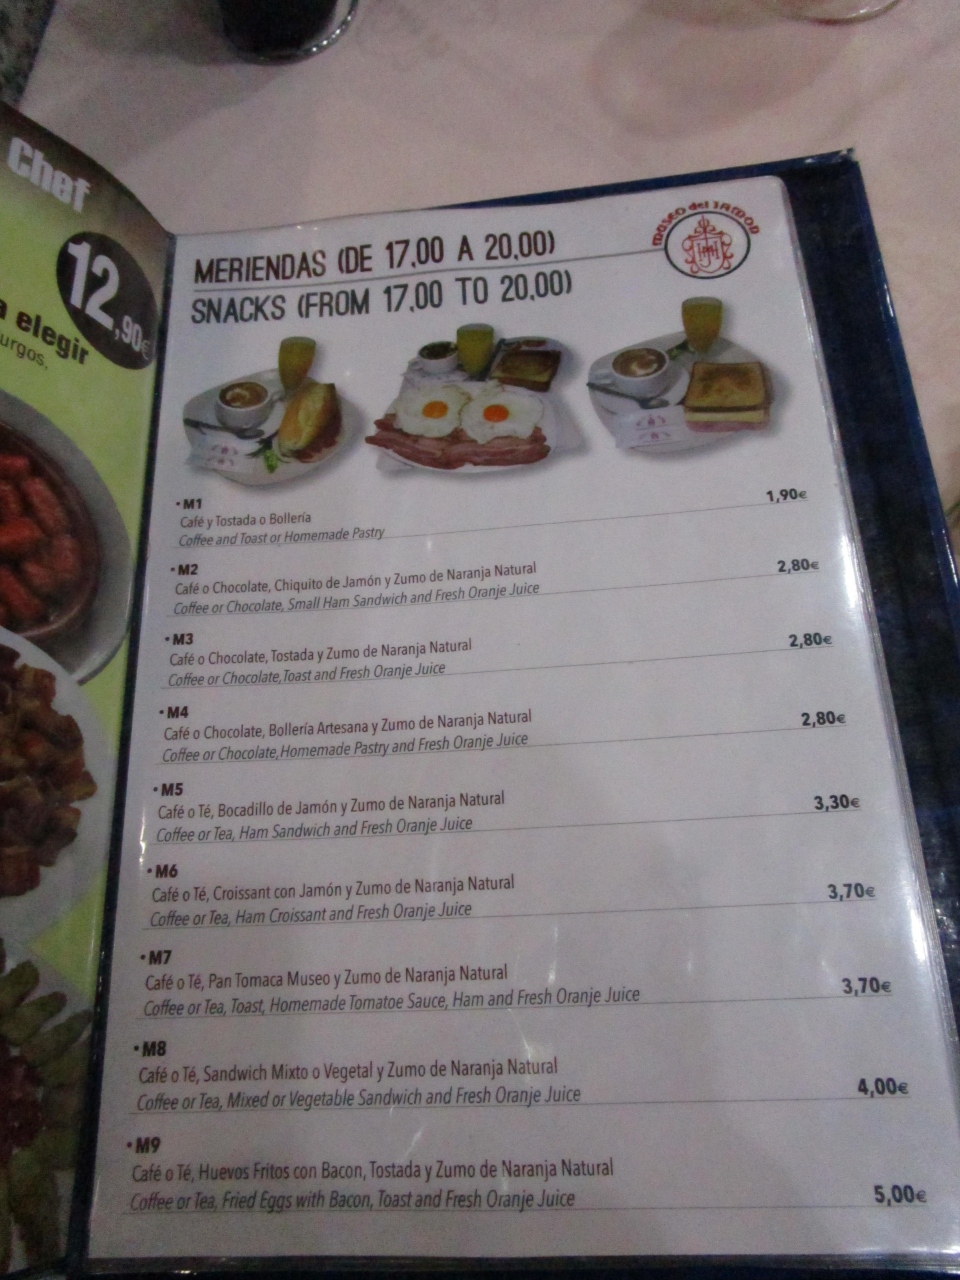 Chef
12,90€
a elegir
urgos,
MUSEO del JAMON
MERIENDAS (DE 17,00 A 20,00)
SNACKS (FROM 17,00 TO 20,00)
• M1
Café y Tostada o Bollería
Coffee and Toast or Homemade Pastry
1,90€
• M2
Café o Chocolate, Chiquito de Jamón y Zumo de Naranja Natural
Coffee or Chocolate, Small Ham Sandwich and Fresh Oranje Juice
2,80€
• M3
Café o Chocolate, Tostada y Zumo de Naranja Natural
Coffee or Chocolate,Toast and Fresh Oranje Juice
2,80€
• M4
Café o Chocolate, Bollería Artesana y Zumo de Naranja Natural
Coffee or Chocolate,Homemade Pastry and Fresh Oranje Juice
2,80€
• M5
Café o Té, Bocadillo de Jamón y Zumo de Naranja Natural
Coffee or Tea, Ham Sandwich and Fresh Oranje Juice
3,30€
• M6
Café o Té, Croissant con Jamón y Zumo de Naranja Natural
Coffee or Tea, Ham Croissant and Fresh Oranje Juice
3,70€
• M7
Café o Té, Pan Tomaca Museo y Zumo de Naranja Natural
Coffee or Tea, Toast, Homemade Tomatoe Sauce, Ham and Fresh Oranje Juice
3,70€
• M8
Café o Té, Sandwich Mixto o Vegetal y Zumo de Naranja Natural
Coffee or Tea, Mixed or Vegetable Sandwich and Fresh Oranje Juice
4,00€
• M9
Café o Té, Huevos Fritos con Bacon, Tostada y Zumo de Naranja Natural
Coffee or Tea, Fried Eggs with Bacon, Toast and Fresh Oranje Juice
5,00€